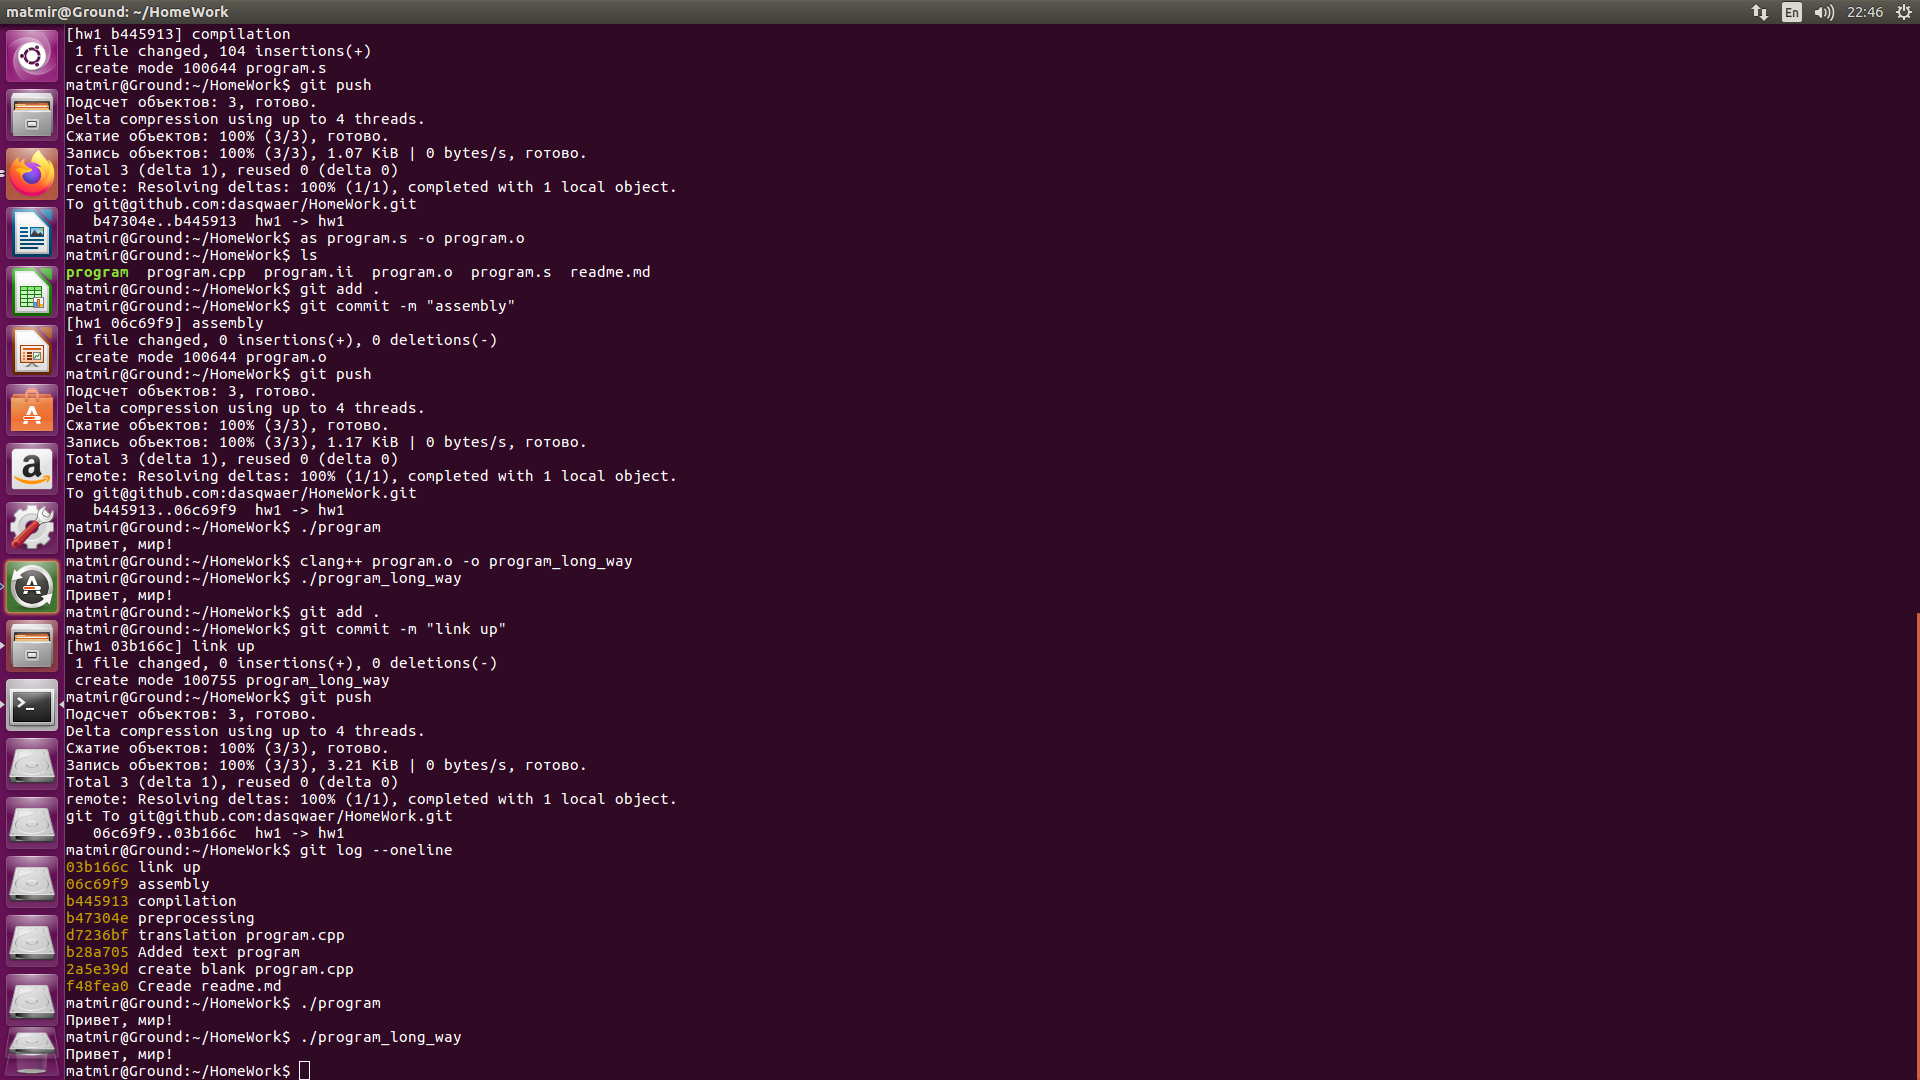 matmir@Ground: ~/HomeWork
En
22:46
[hw1 b445913] compilation
 1 file changed, 104 insertions(+)
 create mode 100644 program.s
matmir@Ground:~/HomeWork$ git push
Подсчет объектов: 3, готово.
Delta compression using up to 4 threads.
Сжатие объектов: 100% (3/3), готово.
Запись объектов: 100% (3/3), 1.07 KiB | 0 bytes/s, готово.
Total 3 (delta 1), reused 0 (delta 0)
remote: Resolving deltas: 100% (1/1), completed with 1 local object.
To git@github.com:dasqwaer/HomeWork.git
   b47304e..b445913  hw1 -> hw1
matmir@Ground:~/HomeWork$ as program.s -o program.o
matmir@Ground:~/HomeWork$ ls
program  program.cpp  program.ii  program.o  program.s  readme.md
matmir@Ground:~/HomeWork$ git add .
matmir@Ground:~/HomeWork$ git commit -m "assembly"
[hw1 06c69f9] assembly
 1 file changed, 0 insertions(+), 0 deletions(-)
 create mode 100644 program.o
matmir@Ground:~/HomeWork$ git push
Подсчет объектов: 3, готово.
Delta compression using up to 4 threads.
Сжатие объектов: 100% (3/3), готово.
Запись объектов: 100% (3/3), 1.17 KiB | 0 bytes/s, готово.
Total 3 (delta 1), reused 0 (delta 0)
remote: Resolving deltas: 100% (1/1), completed with 1 local object.
To git@github.com:dasqwaer/HomeWork.git
   b445913..06c69f9  hw1 -> hw1
matmir@Ground:~/HomeWork$ ./program
Привет, мир!
matmir@Ground:~/HomeWork$ clang++ program.o -o program_long_way
matmir@Ground:~/HomeWork$ ./program_long_way
Привет, мир!
matmir@Ground:~/HomeWork$ git add .
matmir@Ground:~/HomeWork$ git commit -m "link up"
[hw1 03b166c] link up
 1 file changed, 0 insertions(+), 0 deletions(-)
 create mode 100755 program_long_way
matmir@Ground:~/HomeWork$ git push
Подсчет объектов: 3, готово.
Delta compression using up to 4 threads.
Сжатие объектов: 100% (3/3), готово.
Запись объектов: 100% (3/3), 3.21 KiB | 0 bytes/s, готово.
Total 3 (delta 1), reused 0 (delta 0)
remote: Resolving deltas: 100% (1/1), completed with 1 local object.
git To git@github.com:dasqwaer/HomeWork.git
   06c69f9..03b166c  hw1 -> hw1
matmir@Ground:~/HomeWork$ git log --oneline
03b166c link up
06c69f9 assembly
b445913 compilation
b47304e preprocessing
d7236bf translation program.cpp
b28a705 Added text program
2a5e39d create blank program.cpp
f48fea0 Creade readme.md
matmir@Ground:~/HomeWork$ ./program
Привет, мир!
matmir@Ground:~/HomeWork$ ./program_long_way
Привет, мир!
matmir@Ground:~/HomeWork$